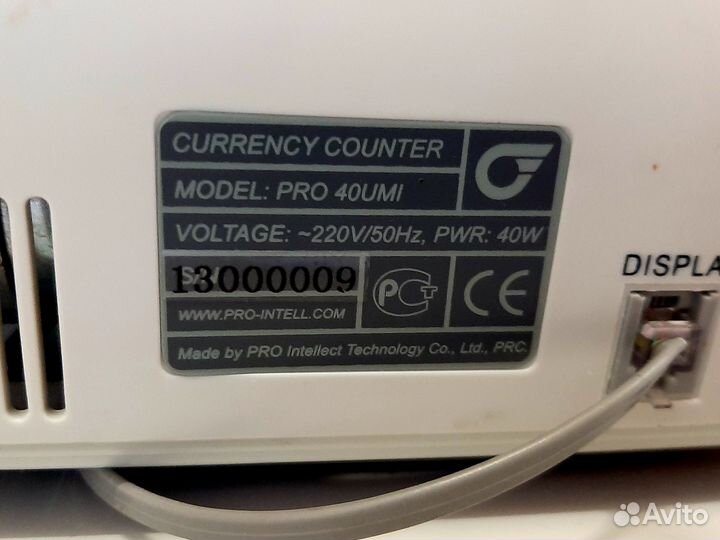 CURRENCY COUNTER
MODEL: PRO 40UMI
VOLTAGE: ~220V/50Hz, PWR: 40W
13000009
WWW.PRO-INTELL.COM
РСТ
CE
Made by PRO Intellect Technology Co., Ltd., PRC.
DISPLA
Avito